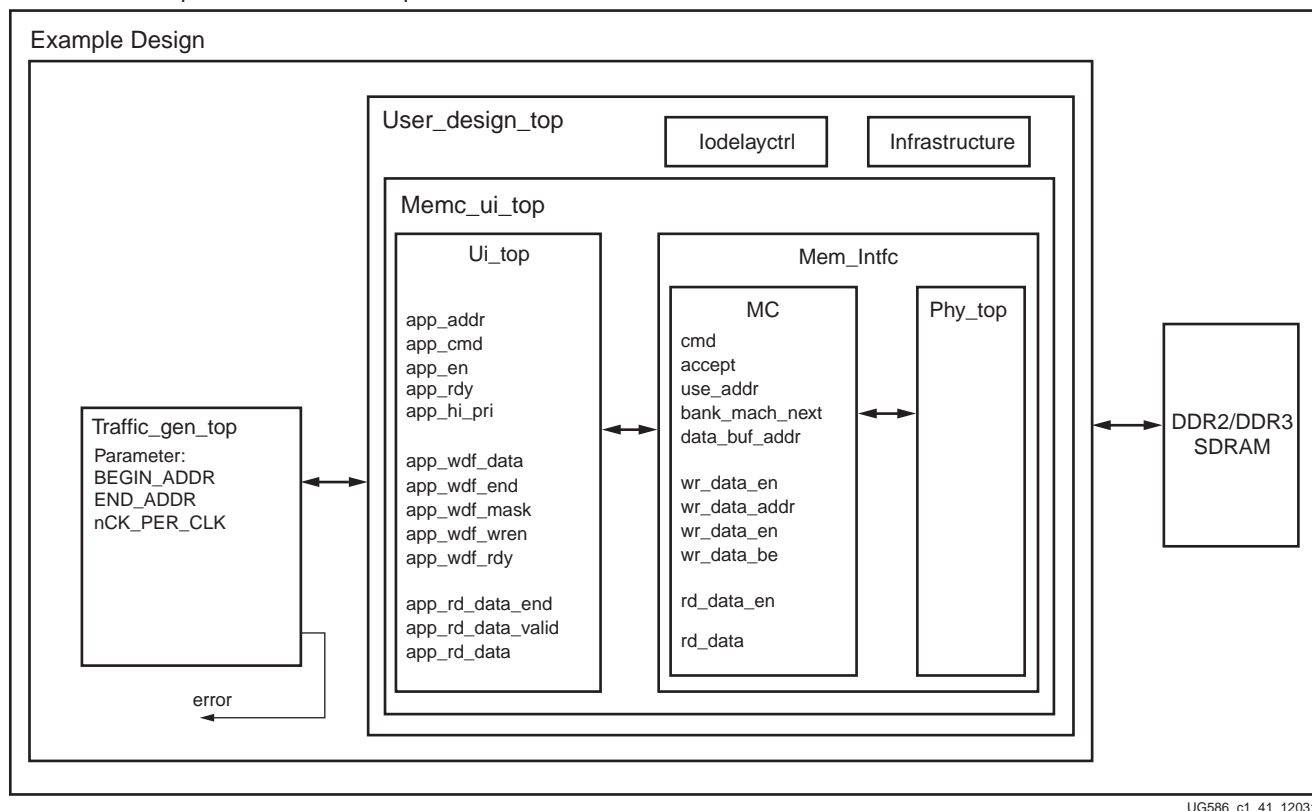 Example Design
User_design_top
Iodelayctrl
Infrastructure
Memc_ui_top
Ui_top
app_addr
app_cmd
app_en
app_rdy
app_hi_pri
app_wdf_data
app_wdf_end
app_wdf_mask
app_wdf_wren
app_wdf_rdy
app_rd_data_end
app_rd_data_valid
app_rd_data
Mem_Intfc
MC
cmd
accept
use_addr
bank_mach_next
data_buf_addr
wr_data_en
wr_data_addr
wr_data_en
wr_data_be
rd_data_en
rd_data
Phy_top
Traffic_gen_top
Parameter:
BEGIN_ADDR
END_ADDR
nCK_PER_CLK
error
DDR2/DDR3
SDRAM